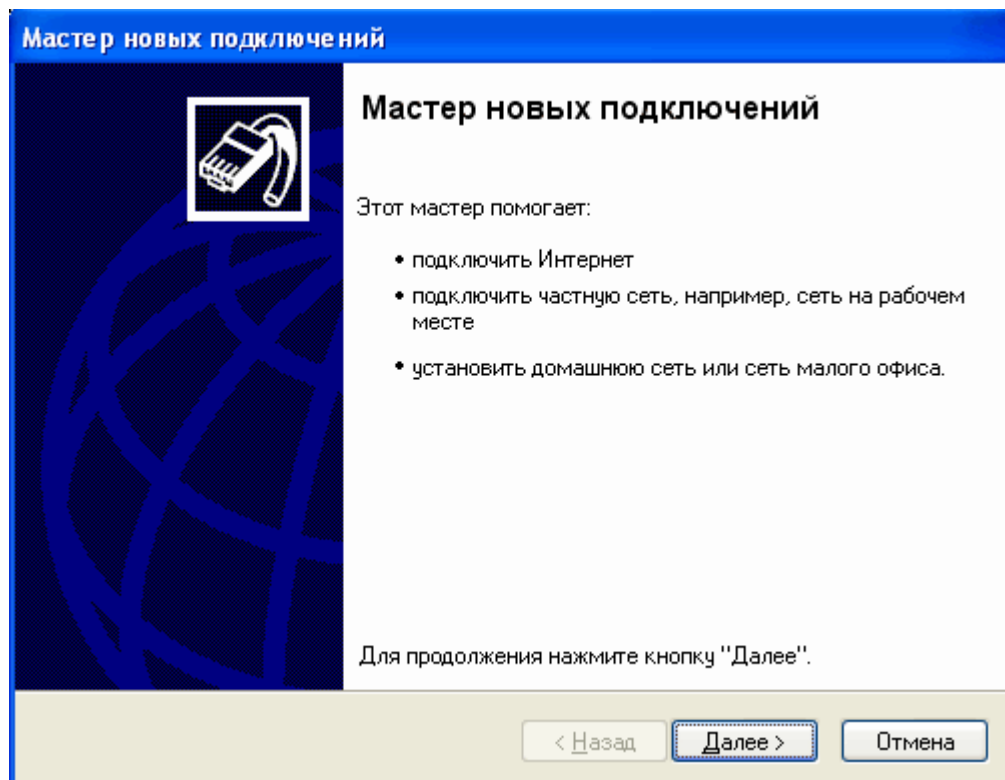 Мастер новых подключений
Мастер новых подключений
Этот мастер помогает:
• подключить Интернет
• подключить частную сеть, например, сеть на рабочем
месте
• установить домашнюю сеть или сеть малого офиса.
Для продолжения нажмите кнопку "Далее".
< Назад
Далее >
Отмена